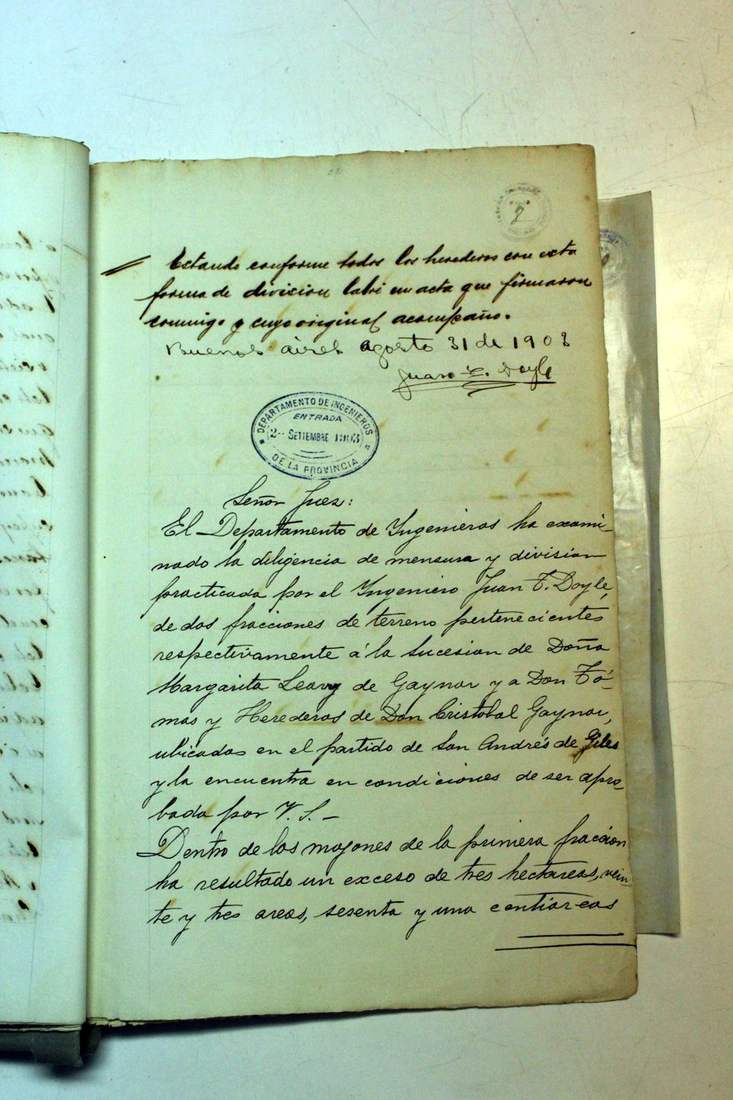 2
Estando conforme todos los herederos con esta
forma de division labré un acta que firmaron
conmigo y cuyo original acompaño.
Buenos aires agosto 31 de 1903
Juan Doyle
DEPARTAMENTO DE INGENIEROS
ENTRADA
2 SETIEMBRE 1903
DE LA PROVINCIA
Señor Juez:
El Departamento de Ingenieros ha exami-
nado la diligencia de mensura y division
practicada por el Ingeniero Juan T. Doyle,
de dos fracciones de terreno pertenecientes
respectivamente á la sucesion de Doña
Margarita Leavy de Gaynor y a Don To-
mas y Herederos de Don Cristobal Gaynor,
ubicadas en el partido de San Andrés de Giles
y la encuentra en condiciones de ser apro-
bada por V. S.-
Dentro de los mojones de la primera fraccion
ha resultado un exceso de tres hectareas, vein-
te y tres areas, sesenta y una centiareas